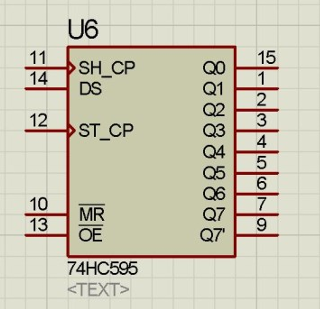 U6
11 SH_CP Q0 15
14 DS Q1 1
Q2 2
12 ST_CP Q3 3
Q4 4
Q5 5
Q6 6
10 MR Q7 7
13 OE Q7' 9
74HC595
<TEXT>